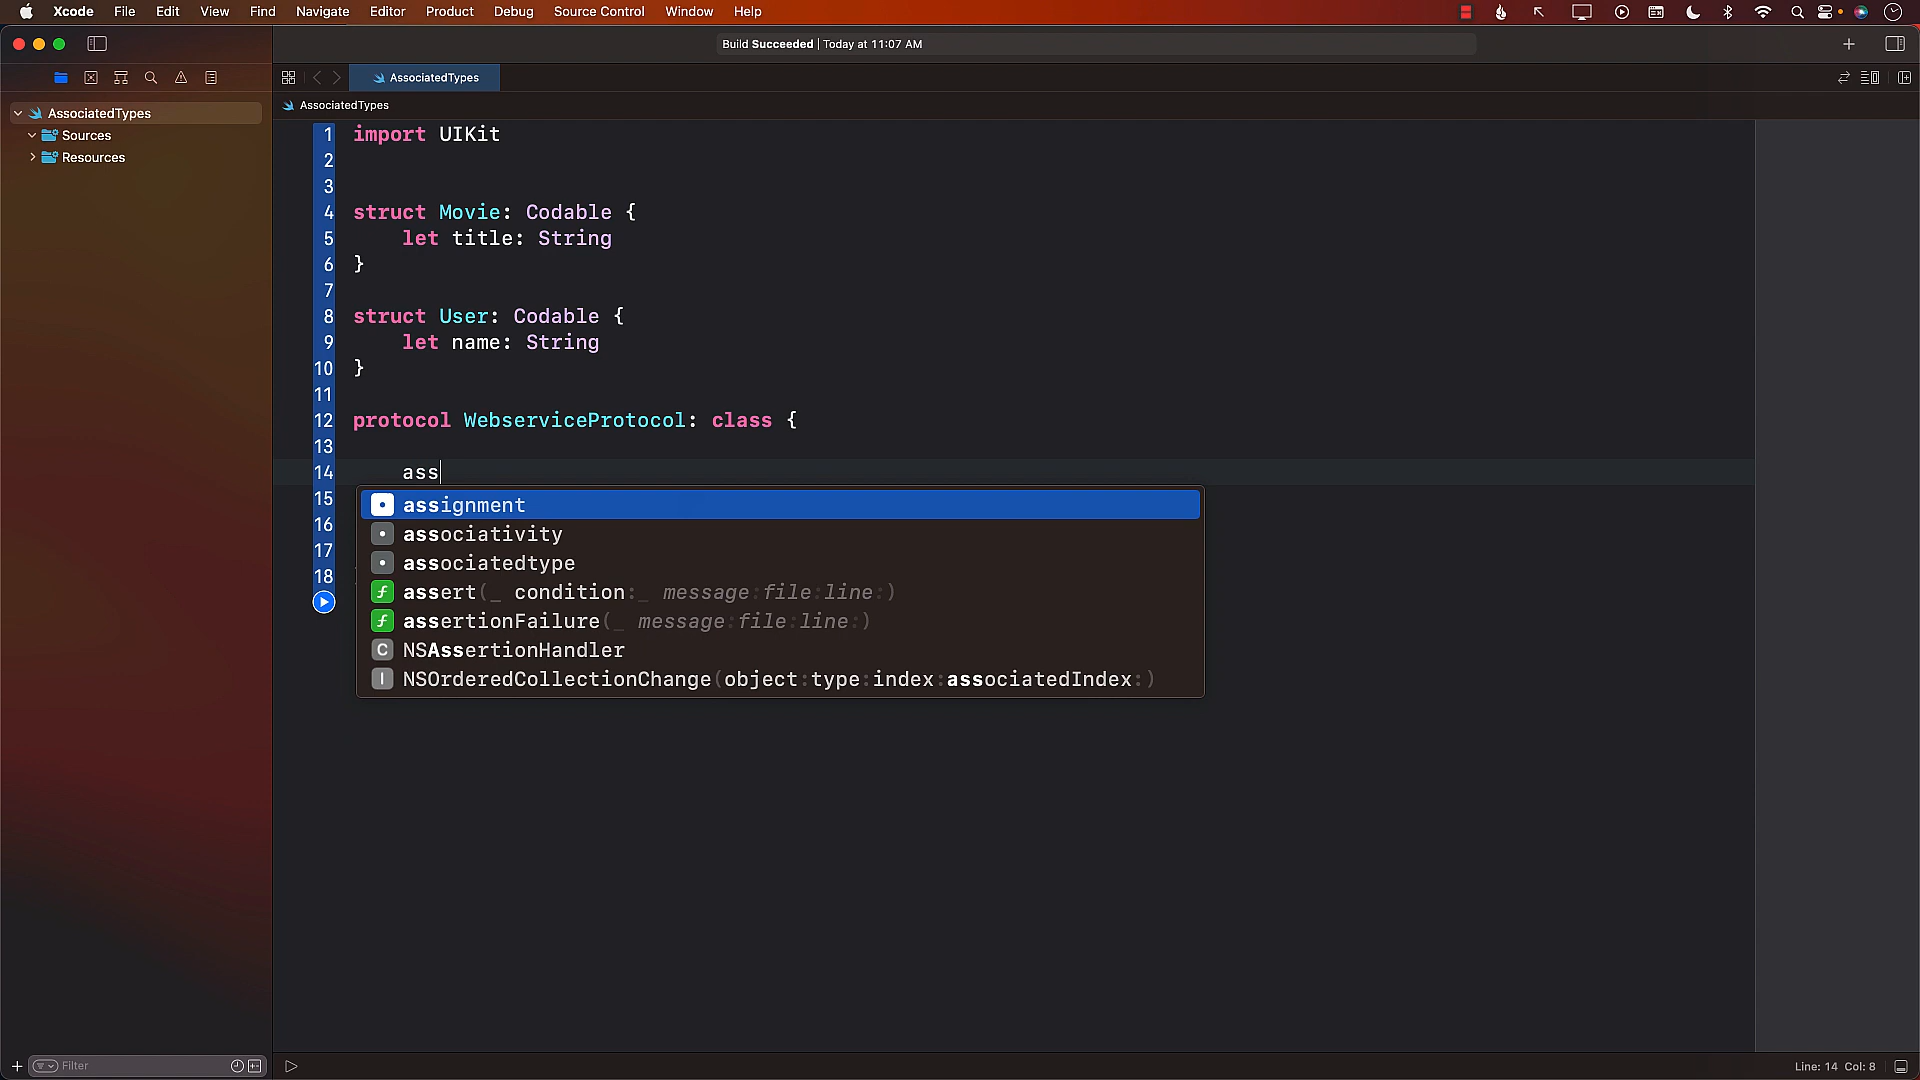 Xcode File Edit View Find Navigate Editor Product Debug Source Control Window Help
Build Succeeded | Today at 11:07 AM
AssociatedTypes
AssociatedTypes
AssociatedTypes
Sources
Resources
1 import UIKit
2
3
4 struct Movie: Codable {
5 let title: String
6 }
7
8 struct User: Codable {
9 let name: String
10 }
11
12 protocol WebserviceProtocol: class {
13
14 ass
15
16
17
18
assignment
associativity
associatedtype
assert(_ condition:_ message:file:line:)
assertionFailure(_ message:file:line:)
C NSAssertionHandler
I NSOrderedCollectionChange(object:type:index:associatedIndex:)
Filter
Line: 14 Col: 8